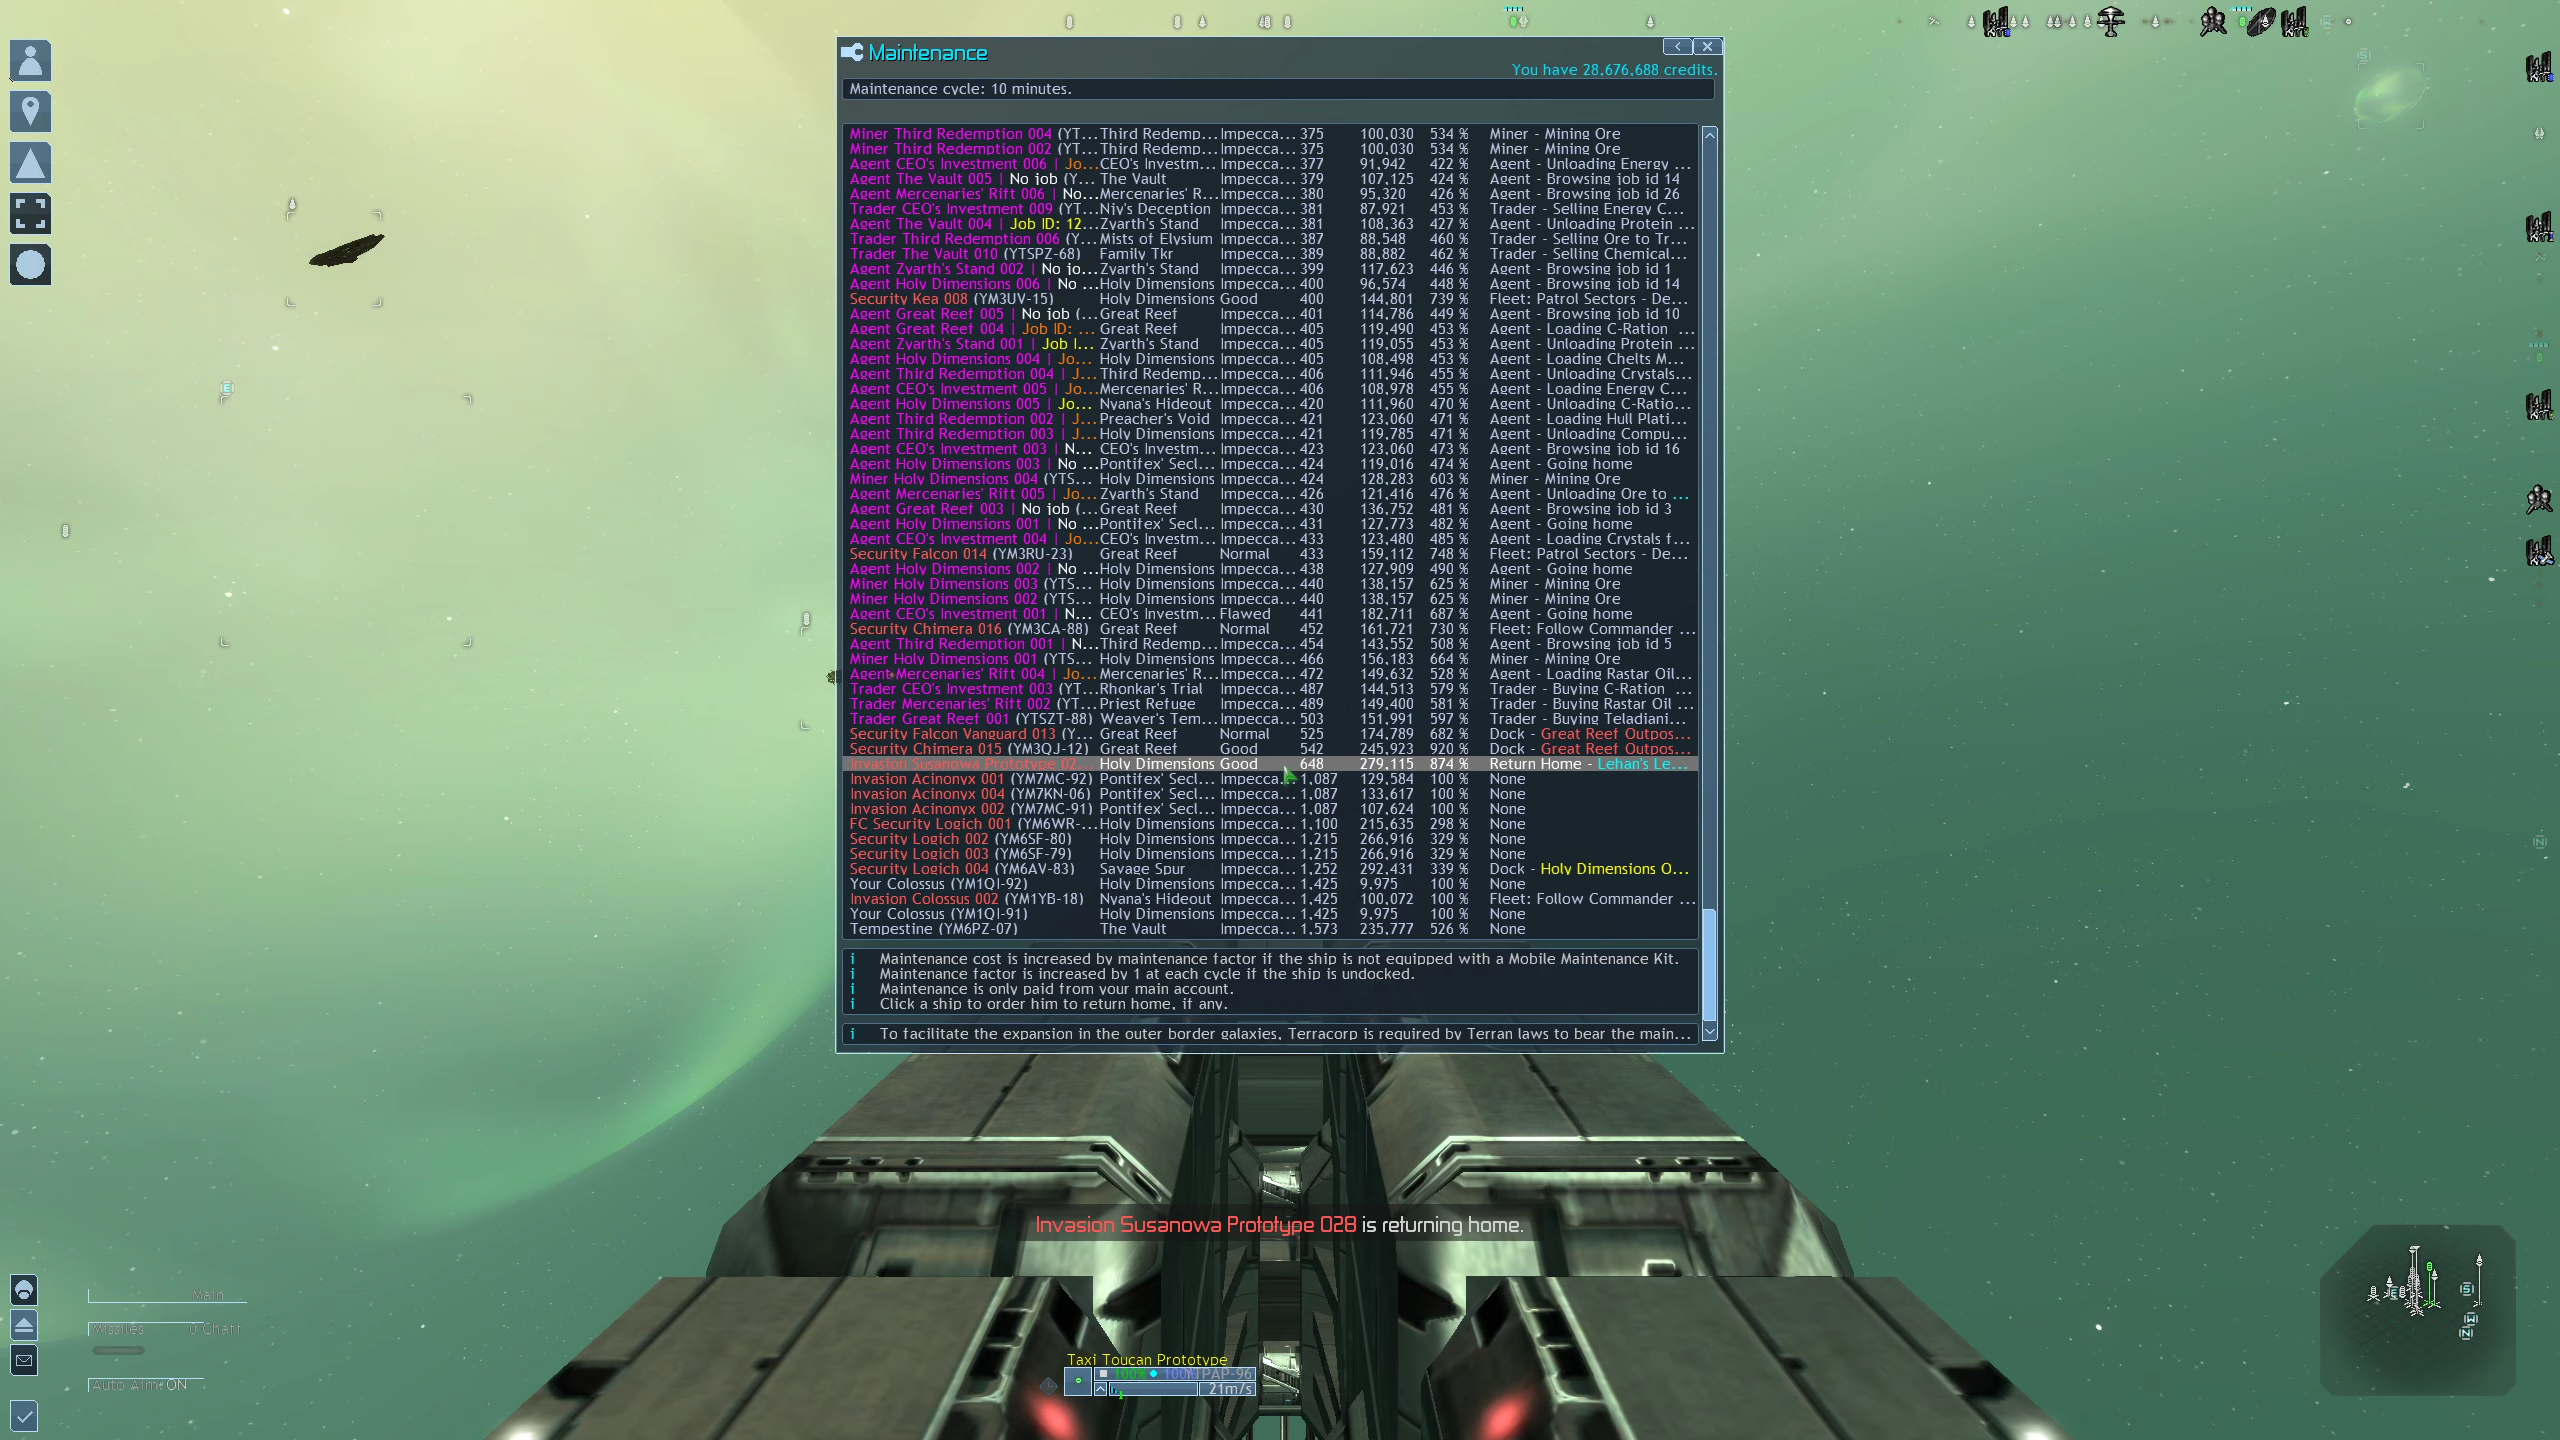 Maintenance
You have 28,676,688 credits.
Maintenance cycle: 10 minutes.
Miner Third Redemption 004 (YT... Third Redemp... Impecca... 375 100,030 534 % Miner - Mining Ore
Miner Third Redemption 002 (YT... Third Redemp... Impecca... 375 100,030 534 % Miner - Mining Ore
Agent CEO's Investment 006 | Jo... CEO's Investm... Impecca... 377 91,942 422 % Agent - Unloading Energy ...
Agent The Vault 005 | No job (Y... The Vault Impecca... 379 107,125 424 % Agent - Browsing job id 14
Agent Mercenaries' Rift 006 | No... Mercenaries' R... Impecca... 380 95,320 426 % Agent - Browsing job id 26
Trader CEO's Investment 009 (YT... Njy's Deception Impecca... 381 87,921 453 % Trader - Selling Energy C...
Agent The Vault 004 | Job ID: 12... Zyarth's Stand Impecca... 381 108,363 427 % Agent - Unloading Protein ...
Trader Third Redemption 006 (Y... Mists of Elysium Impecca... 387 88,548 460 % Trader - Selling Ore to Tr...
Trader The Vault 010 (YTSPZ-68) Family Tkr Impecca... 389 88,882 462 % Trader - Selling Chemical...
Agent Zyarth's Stand 002 | No jo... Zyarth's Stand Impecca... 399 117,623 446 % Agent - Browsing job id 1
Agent Holy Dimensions 006 | No ... Holy Dimensions Impecca... 400 96,574 448 % Agent - Browsing job id 14
Security Kea 008 (YM3UV-15) Holy Dimensions Good 400 144,801 739 % Fleet: Patrol Sectors - De...
Agent Great Reef 005 | No job (... Great Reef Impecca... 401 114,786 449 % Agent - Browsing job id 10
Agent Great Reef 004 | Job ID: ... Great Reef Impecca... 405 119,490 453 % Agent - Loading C-Ration ...
Agent Zyarth's Stand 001 | Job I... Zyarth's Stand Impecca... 405 119,055 453 % Agent - Unloading Protein ...
Agent Holy Dimensions 004 | Jo... Holy Dimensions Impecca... 405 108,498 453 % Agent - Loading Chelts M...
Agent Third Redemption 004 | J... Third Redemp... Impecca... 406 111,946 455 % Agent - Unloading Crystals...
Agent CEO's Investment 005 | Jo... Mercenaries' R... Impecca... 406 108,978 455 % Agent - Loading Energy C...
Agent Holy Dimensions 005 | Jo... Nyana's Hideout Impecca... 420 111,960 470 % Agent - Unloading C-Ratio...
Agent Third Redemption 002 | J... Preacher's Void Impecca... 421 123,060 471 % Agent - Loading Hull Plati...
Agent Third Redemption 003 | J... Holy Dimensions Impecca... 421 119,785 471 % Agent - Unloading Compu...
Agent CEO's Investment 003 | N... CEO's Investm... Impecca... 423 123,060 473 % Agent - Browsing job id 16
Agent Holy Dimensions 003 | No ... Pontifex' Secl... Impecca... 424 119,016 474 % Agent - Going home
Miner Holy Dimensions 004 (YTS... Holy Dimensions Impecca... 424 128,283 603 % Miner - Mining Ore
Agent Mercenaries' Rift 005 | Jo... Zyarth's Stand Impecca... 426 121,416 476 % Agent - Unloading Ore to ...
Agent Great Reef 003 | No job (... Great Reef Impecca... 430 136,752 481 % Agent - Browsing job id 3
Agent Holy Dimensions 001 | No ... Pontifex' Secl... Impecca... 431 127,773 482 % Agent - Going home
Agent CEO's Investment 004 | Jo... CEO's Investm... Impecca... 433 123,480 485 % Agent - Loading Crystals f...
Security Falcon 014 (YM3RU-23) Great Reef Normal 433 159,112 748 % Fleet: Patrol Sectors - De...
Agent Holy Dimensions 002 | No ... Holy Dimensions Impecca... 438 127,909 490 % Agent - Going home
Miner Holy Dimensions 003 (YTS... Holy Dimensions Impecca... 440 138,157 625 % Miner - Mining Ore
Miner Holy Dimensions 002 (YTS... Holy Dimensions Impecca... 440 138,157 625 % Miner - Mining Ore
Agent CEO's Investment 001 | N... CEO's Investm... Flawed 441 182,711 687 % Agent - Going home
Security Chimera 016 (YM3CA-88) Great Reef Normal 452 161,721 730 % Fleet: Follow Commander ...
Agent Third Redemption 001 | N... Third Redemp... Impecca... 454 143,552 508 % Agent - Browsing job id 5
Miner Holy Dimensions 001 (YTS... Holy Dimensions Impecca... 466 156,183 664 % Miner - Mining Ore
Agent Mercenaries' Rift 004 | Jo... Mercenaries' R... Impecca... 472 149,632 528 % Agent - Loading Rastar Oil...
Trader CEO's Investment 003 (YT... Rhonkar's Trial Impecca... 487 144,513 579 % Trader - Buying C-Ration ...
Trader Mercenaries' Rift 002 (YT... Priest Refuge Impecca... 489 149,400 581 % Trader - Buying Rastar Oil ...
Trader Great Reef 001 (YTSZT-88) Weaver's Tem... Impecca... 503 151,991 597 % Trader - Buying Teladiani...
Security Falcon Vanguard 013 (Y... Great Reef Normal 525 174,789 682 % Dock - Great Reef Outpos...
Security Chimera 015 (YM3QJ-12) Great Reef Good 542 245,923 920 % Dock - Great Reef Outpos...
Invasion Susanowa Prototype 02... Holy Dimensions Good 648 279,115 874 % Return Home - Lehan's Le...
Invasion Acinonyx 001 (YM7MC-92) Pontifex' Secl... Impecca... 1,087 129,584 100 % None
Invasion Acinonyx 004 (YM7KN-06) Pontifex' Secl... Impecca... 1,087 133,617 100 % None
Invasion Acinonyx 002 (YM7MC-91) Pontifex' Secl... Impecca... 1,087 107,624 100 % None
FC Security Logich 001 (YM6WR-... Holy Dimensions Impecca... 1,100 215,635 298 % None
Security Logich 002 (YM6SF-80) Holy Dimensions Impecca... 1,215 266,916 329 % None
Security Logich 003 (YM6SF-79) Holy Dimensions Impecca... 1,215 266,916 329 % None
Security Logich 004 (YM6AV-83) Savage Spur Impecca... 1,252 292,431 339 % Dock - Holy Dimensions O...
Your Colossus (YM1QI-92) Holy Dimensions Impecca... 1,425 9,975 100 % None
Invasion Colossus 002 (YM1YB-18) Nyana's Hideout Impecca... 1,425 100,072 100 % Fleet: Follow Commander ...
Your Colossus (YM1QI-91) Holy Dimensions Impecca... 1,425 9,975 100 % None
Tempestine (YM6PZ-07) The Vault Impecca... 1,573 235,777 526 % None
i Maintenance cost is increased by maintenance factor if the ship is not equipped with a Mobile Maintenance Kit.
i Maintenance factor is increased by 1 at each cycle if the ship is undocked.
i Maintenance is only paid from your main account.
i Click a ship to order him to return home, if any.
i To facilitate the expansion in the outer border galaxies, Terracorp is required by Terran laws to bear the main...
Invasion Susanowa Prototype 028 is returning home.
Main
Missiles 0 Chaff
Auto Aim: ON
Taxi Toucan Prototype
100% 100%
21m/s